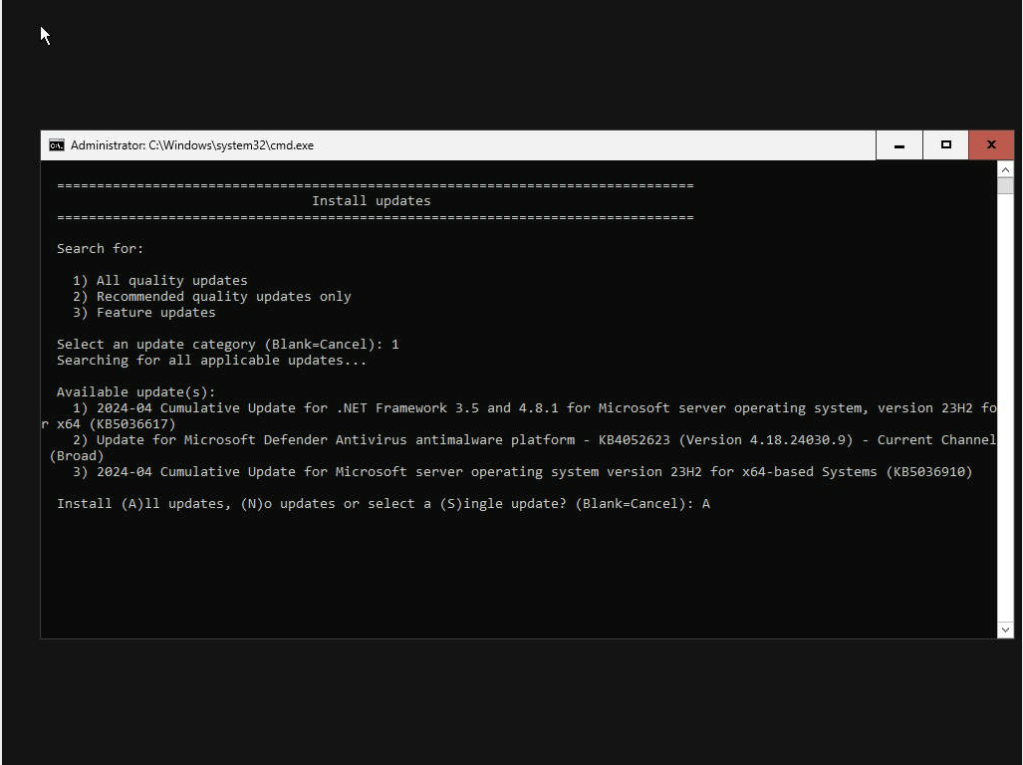 Administrator: C:\Windows\system32\cmd.exe
================================================================================
Install updates
================================================================================
Search for:
1) All quality updates
2) Recommended quality updates only
3) Feature updates
Select an update category (Blank=Cancel): 1
Searching for all applicable updates...
Available update(s):
1) 2024-04 Cumulative Update for .NET Framework 3.5 and 4.8.1 for Microsoft server operating system, version 23H2 fo
r x64 (KB5036617)
2) Update for Microsoft Defender Antivirus antimalware platform - KB4052623 (Version 4.18.24030.9) - Current Channel
(Broad)
3) 2024-04 Cumulative Update for Microsoft server operating system version 23H2 for x64-based Systems (KB5036910)
Install (A)ll updates, (N)o updates or select a (S)ingle update? (Blank=Cancel): A